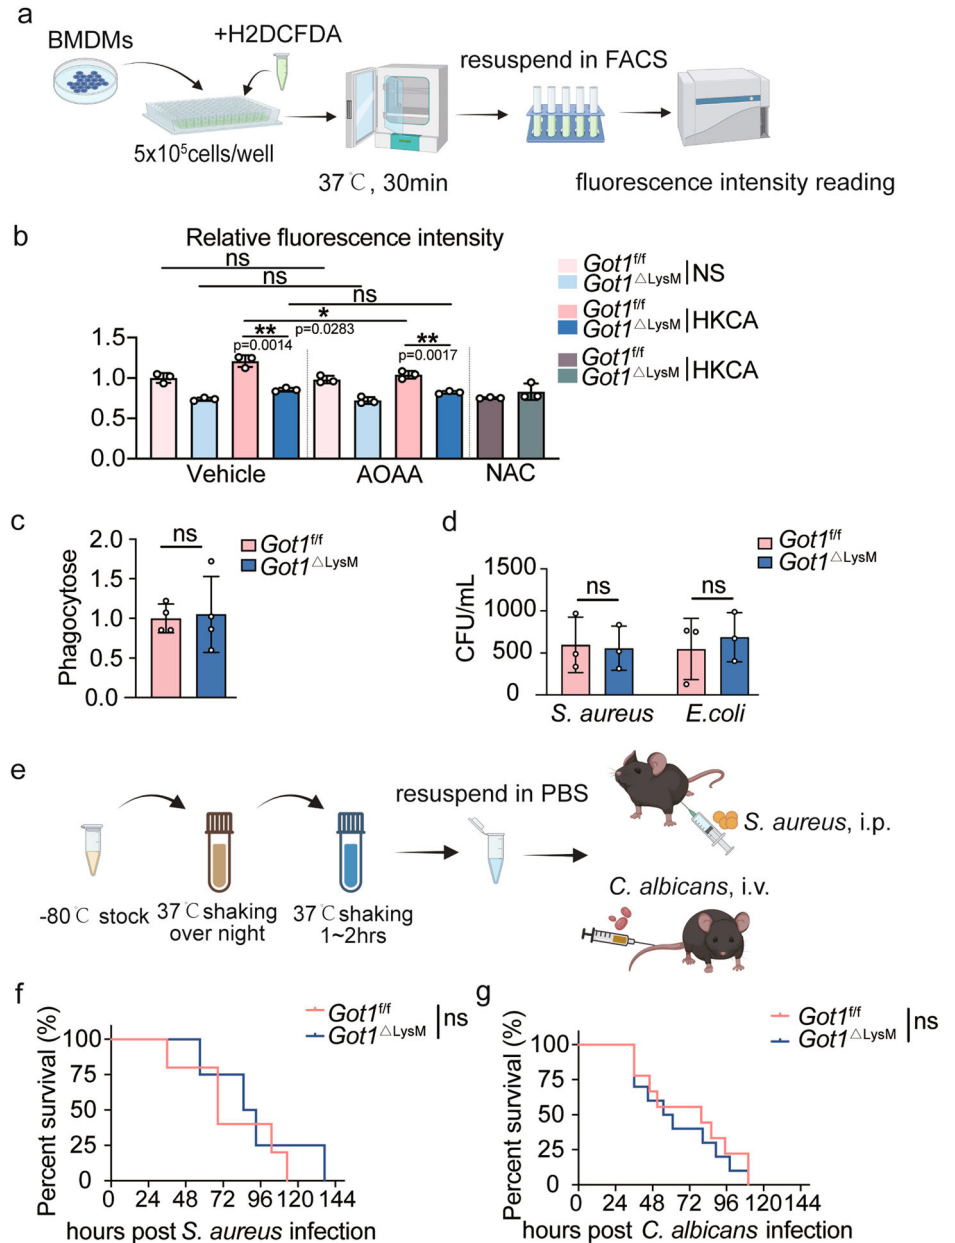 a
BMDMs
+H2DCFDA
resuspend in FACS
5x10⁵cells/well
37℃, 30min
fluorescence intensity reading
b
Relative fluorescence intensity
ns
ns
ns
*
p=0.0283
**
p=0.0014
**
p=0.0017
Got1f/f
Got1△LysM
NS
Got1f/f
Got1△LysM
HKCA
Got1f/f
Got1△LysM
HKCA
1.5
1.0
0.5
0.0
Vehicle
AOAA
NAC
c
Phagocytose
2.0
1.5
1.0
0.5
0.0
ns
Got1f/f
Got1△LysM
d
CFU/mL
1500
1000
500
0
ns
ns
Got1f/f
Got1△LysM
S. aureus
E.coli
e
resuspend in PBS
S. aureus, i.p.
C. albicans, i.v.
-80℃ stock
37℃shaking
over night
37℃ shaking
1~2hrs
f
Percent survival (%)
100
75
50
25
0
Got1f/f
Got1△LysM
ns
0 24 48 72 96 120 144
hours post S. aureus infection
g
Percent survival (%)
100
75
50
25
0
Got1f/f
Got1△LysM
ns
0 24 48 72 96 120 144
hours post C. albicans infection